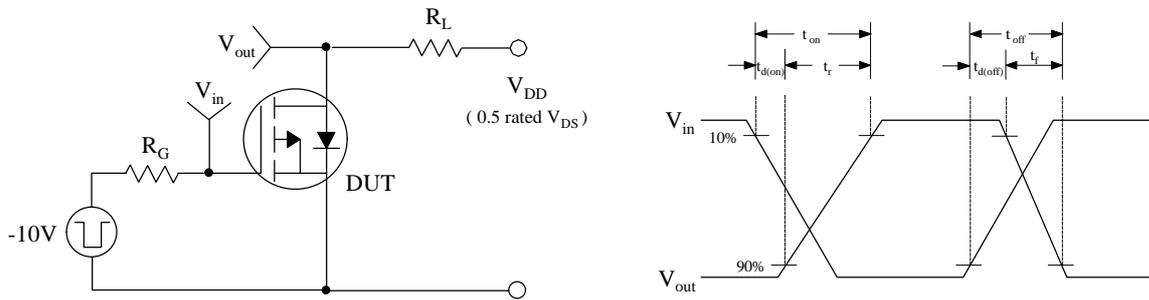 V_out
R_L
V_DD
( 0.5 rated V_DS )
V_in
R_G
DUT
-10V
t_on
t_off
t_d(on)
t_r
t_d(off)
t_f
V_in
10%
90%
V_out